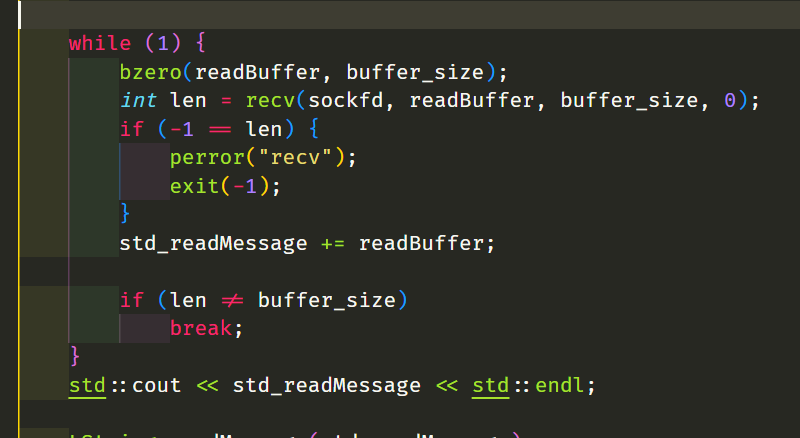 while (1) {
bzero(readBuffer, buffer_size);
int len = recv(sockfd, readBuffer, buffer_size, 0);
if (-1 == len) {
perror("recv");
exit(-1);
}
std_readMessage += readBuffer;
if (len != buffer_size)
break;
}
std::cout << std_readMessage << std::endl;